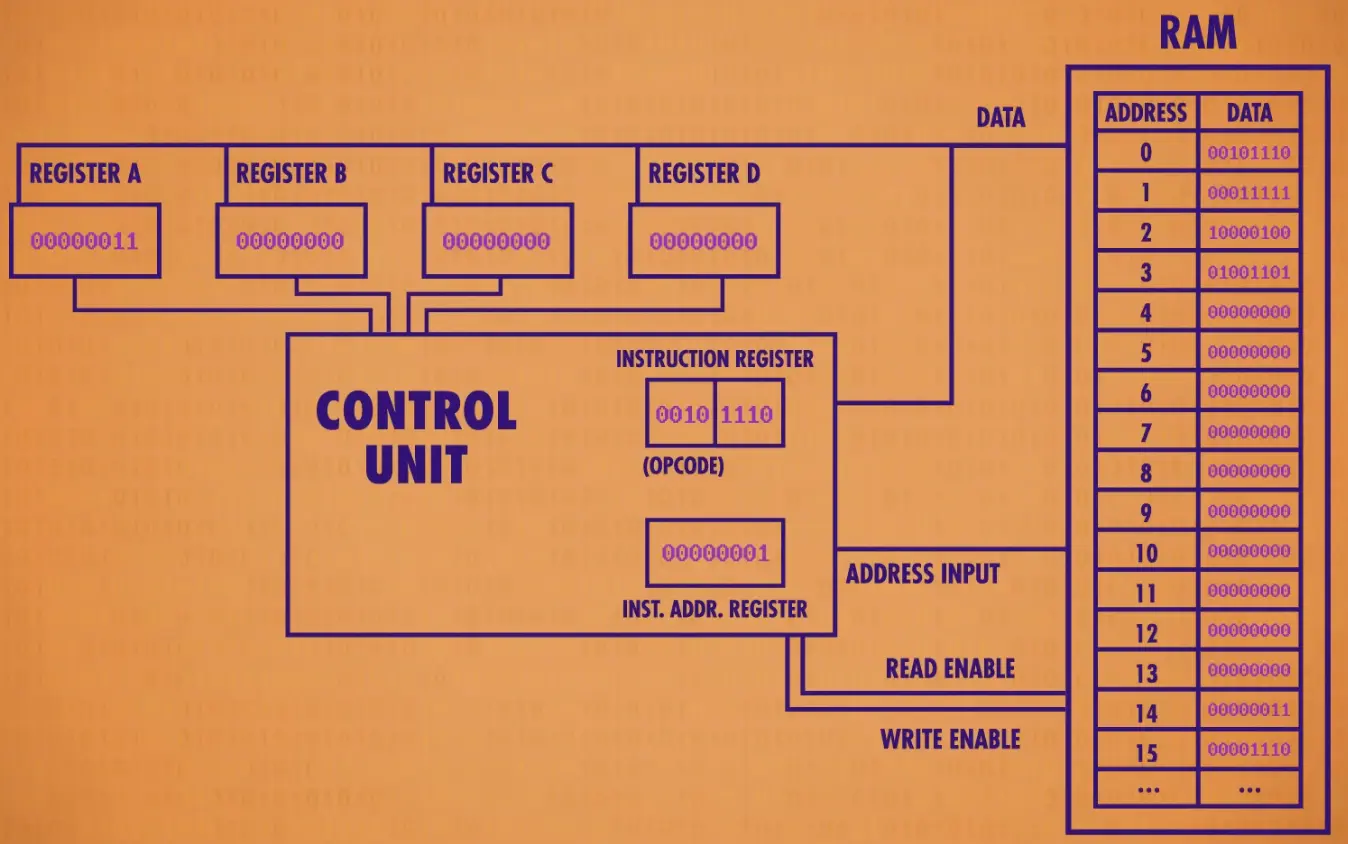 RAM
DATA
ADDRESS DATA
0 00101110
1 00011111
2 10000100
3 01001101
4 00000000
5 00000000
6 00000000
7 00000000
8 00000000
9 00000000
10 00000000
11 00000000
12 00000000
13 00000000
14 00000011
15 00001110
... ...
REGISTER A REGISTER B REGISTER C REGISTER D
00000011 00000000 00000000 00000000
CONTROL
UNIT
INSTRUCTION REGISTER
0010 1110
(OPCODE)
00000001
INST. ADDR. REGISTER
ADDRESS INPUT
READ ENABLE
WRITE ENABLE